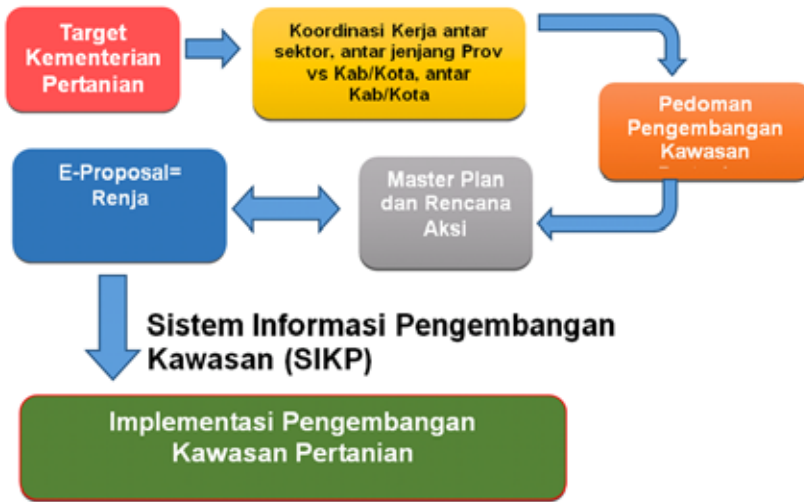 Target
Kementerian
Pertanian
Koordinasi Kerja antar
sektor, antar jenjang Prov
vs Kab/Kota, antar
Kab/Kota
Pedoman
Pengembangan
Kawasan
E-Proposal=
Renja
Master Plan
dan Rencana
Aksi
Sistem Informasi Pengembangan
Kawasan (SIKP)
Implementasi Pengembangan
Kawasan Pertanian